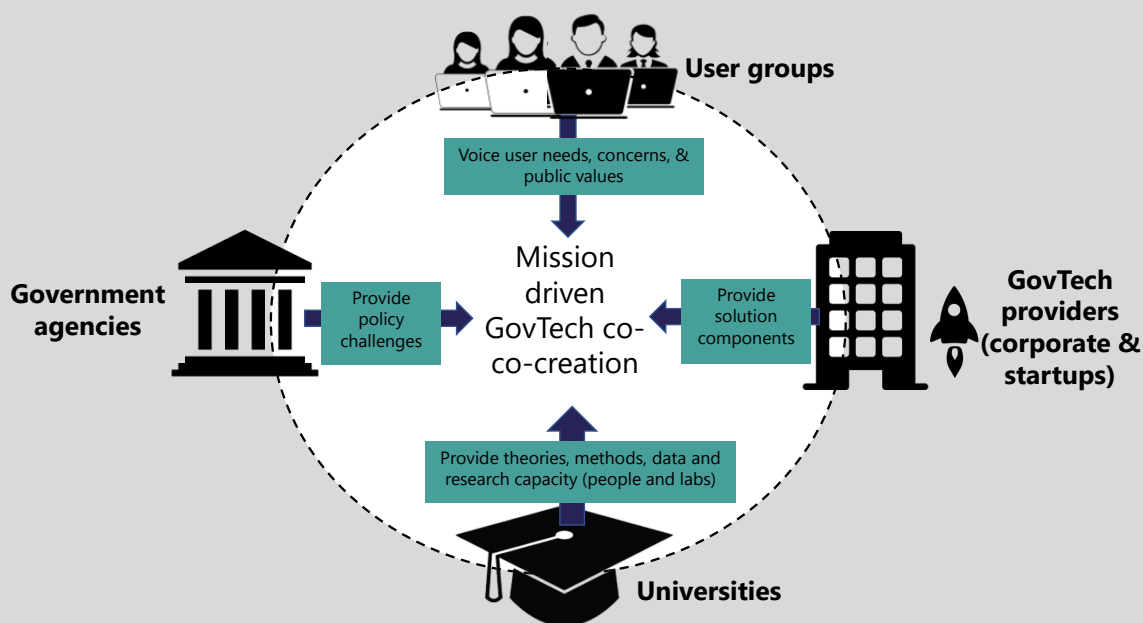 User groups
Voice user needs, concerns, &
public values
Government
agencies
Provide
policy
challenges
Mission
driven
GovTech co-
co-creation
Provide
solution
components
GovTech
providers
(corporate &
startups)
Provide theories, methods, data and
research capacity (people and labs)
Universities